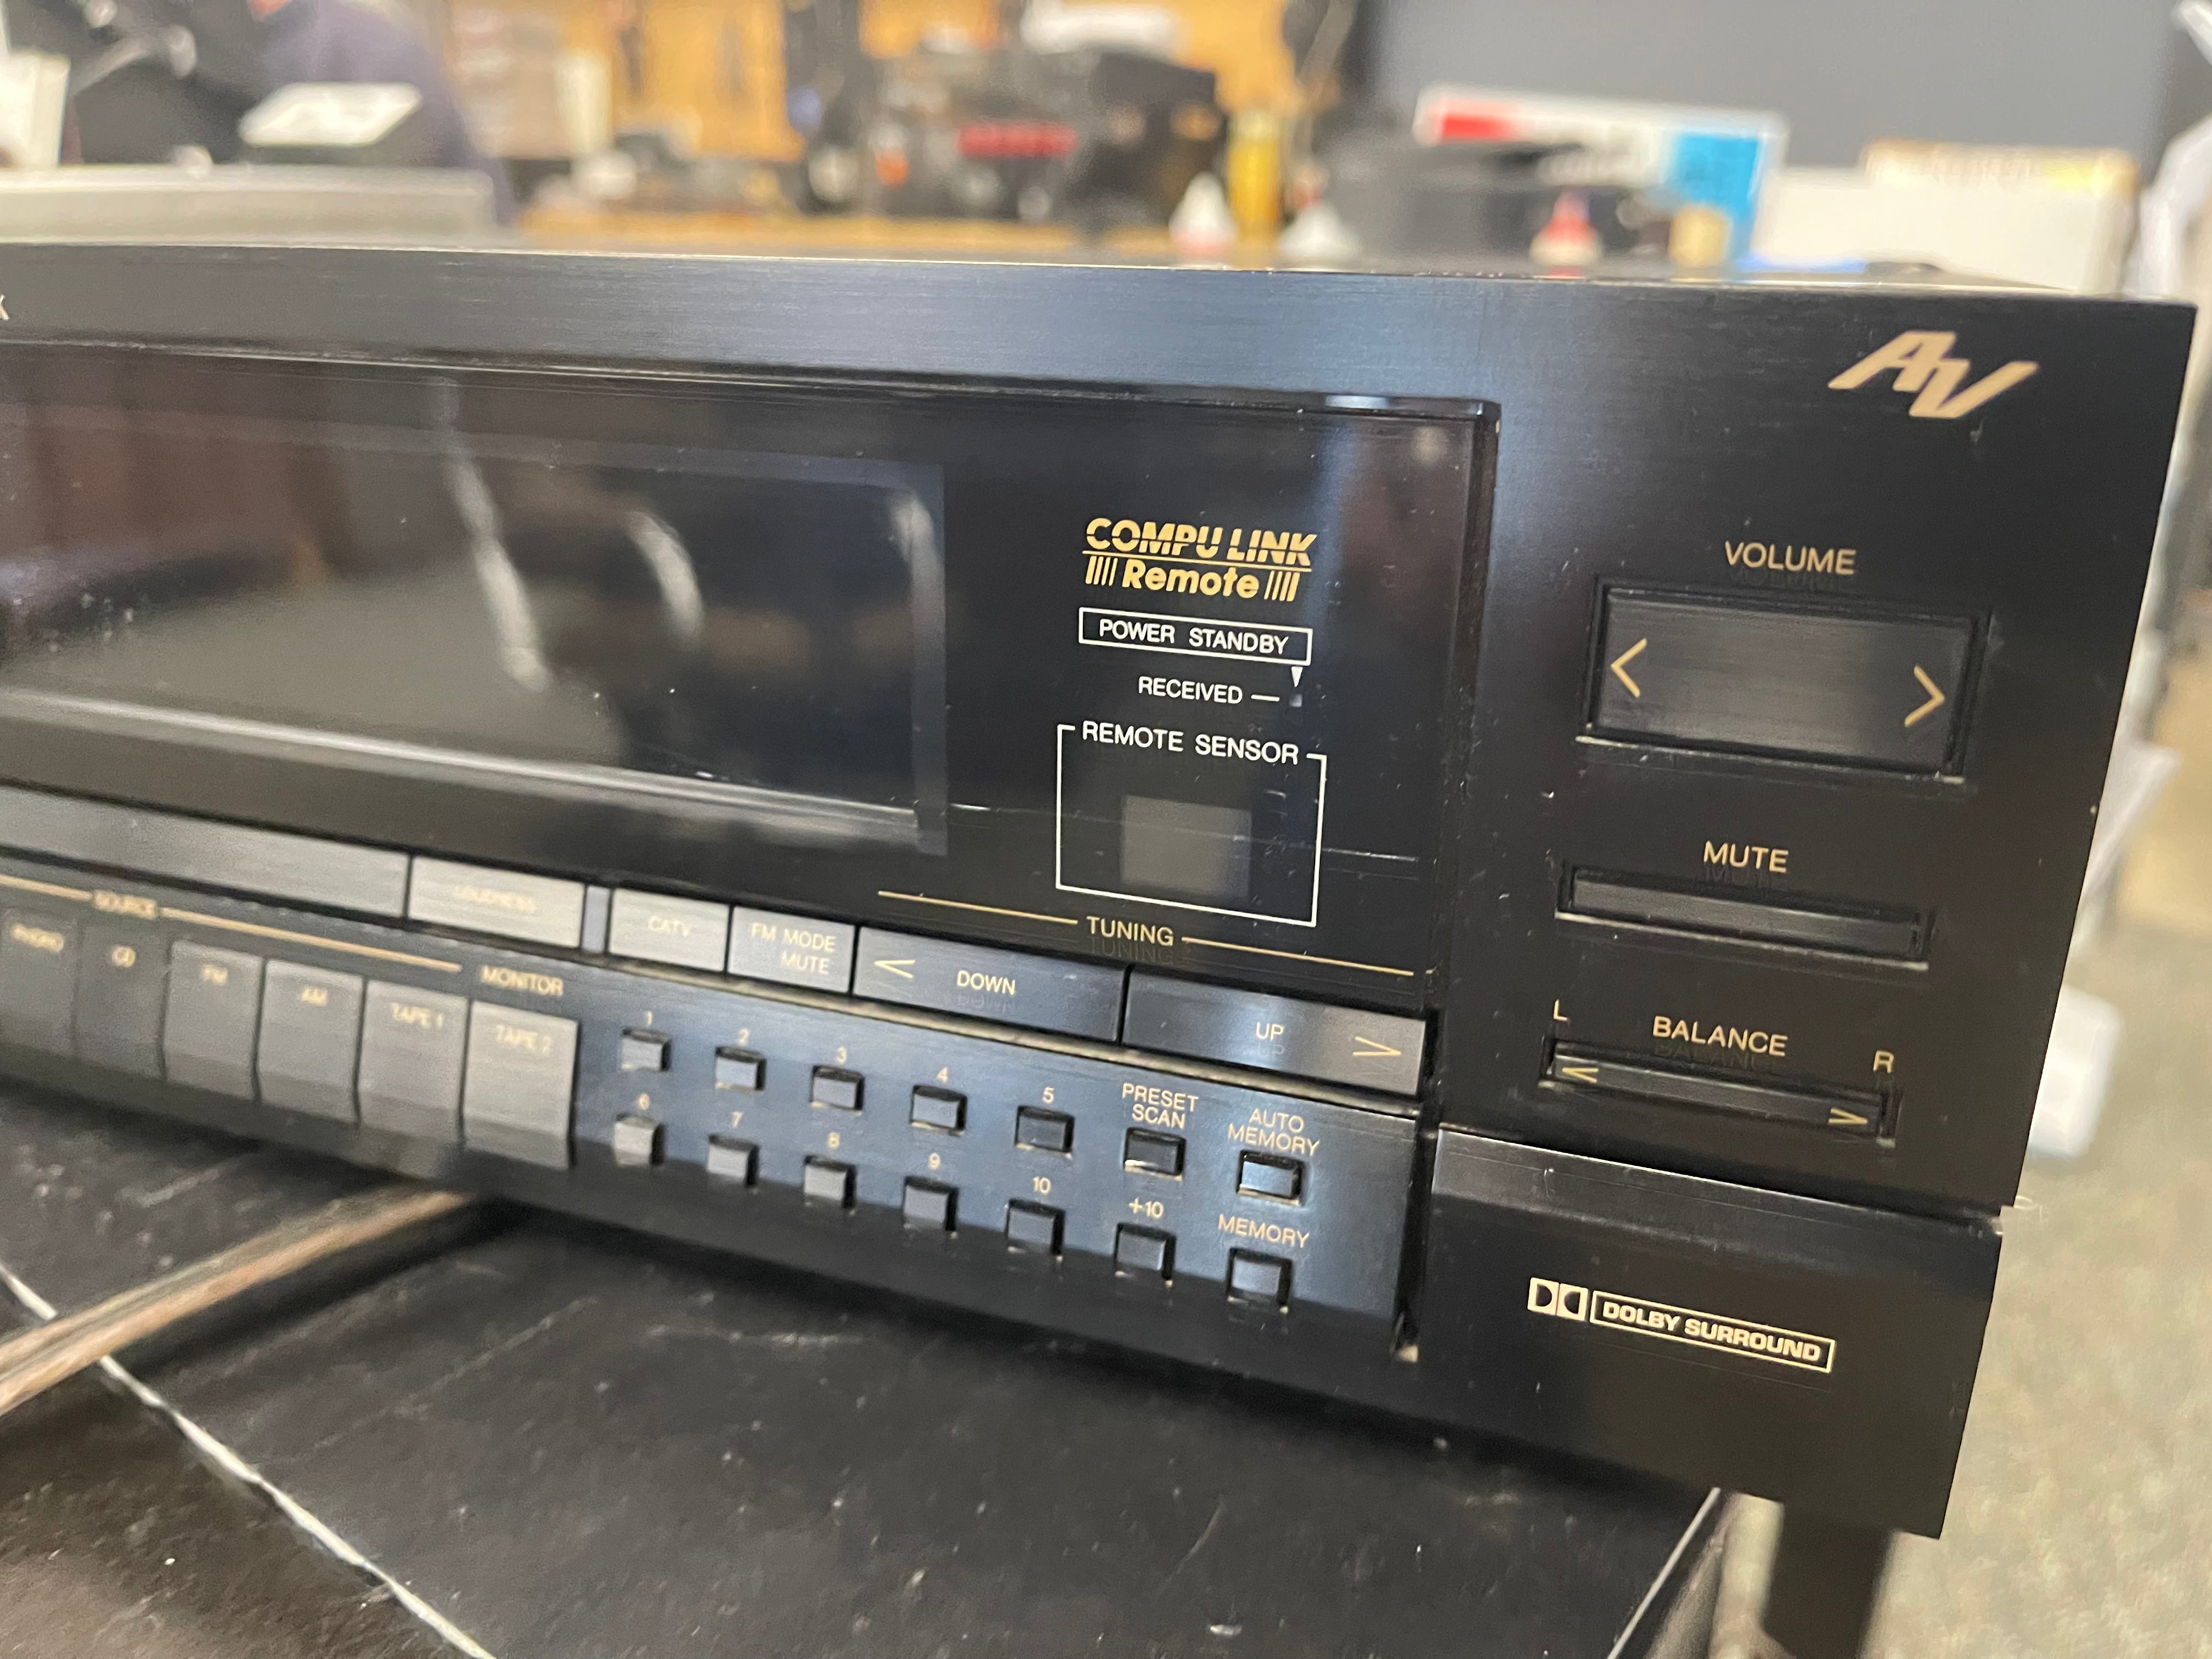 AV
COMPU LINK
Remote
POWER STANDBY
RECEIVED
REMOTE SENSOR
VOLUME
< >
MUTE
L BALANCE R
< >
TUNING
LOUDNESS
CATV
FM MODE
MUTE
< DOWN
UP >
SOURCE
PHONO
CD
FM
AM
TAPE 1
MONITOR
TAPE 2
1 2 3 4 5
PRESET
SCAN
AUTO
MEMORY
6 7 8 9 10
+10
MEMORY
DOLBY SURROUND